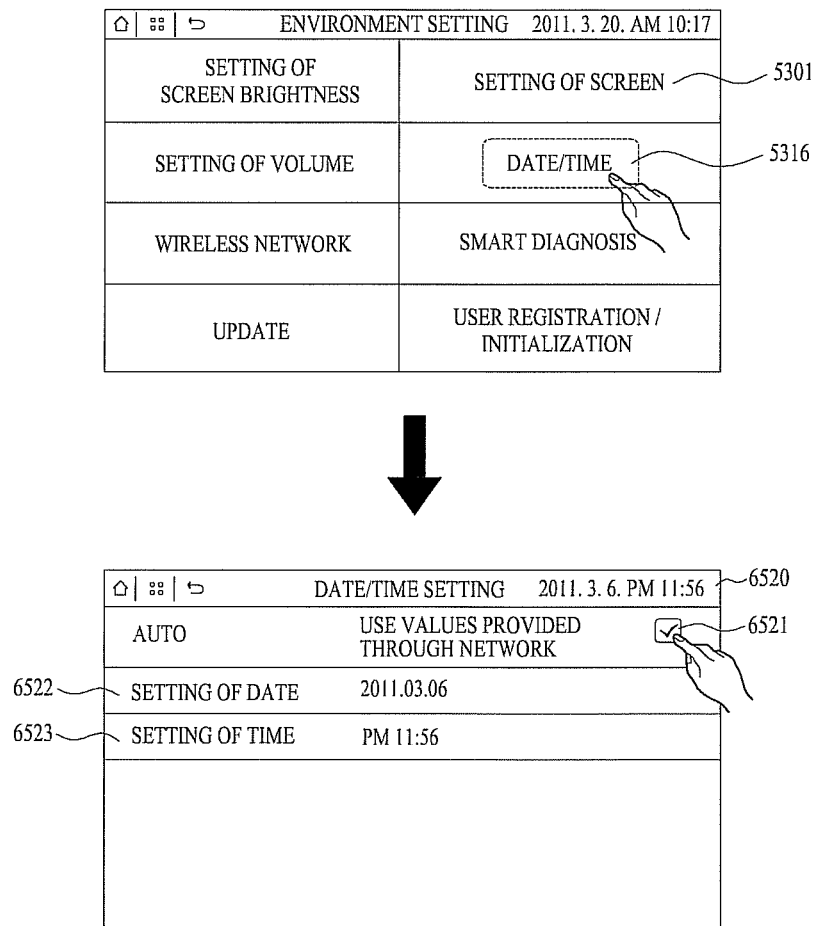 ENVIRONMENT SETTING 2011. 3. 20. AM 10:17
SETTING OF
SCREEN BRIGHTNESS
SETTING OF SCREEN
5301
SETTING OF VOLUME
DATE/TIME
5316
WIRELESS NETWORK
SMART DIAGNOSIS
UPDATE
USER REGISTRATION /
INITIALIZATION
DATE/TIME SETTING 2011. 3. 6. PM 11:56
6520
AUTO
USE VALUES PROVIDED
THROUGH NETWORK
6521
6522
SETTING OF DATE 2011.03.06
6523
SETTING OF TIME PM 11:56